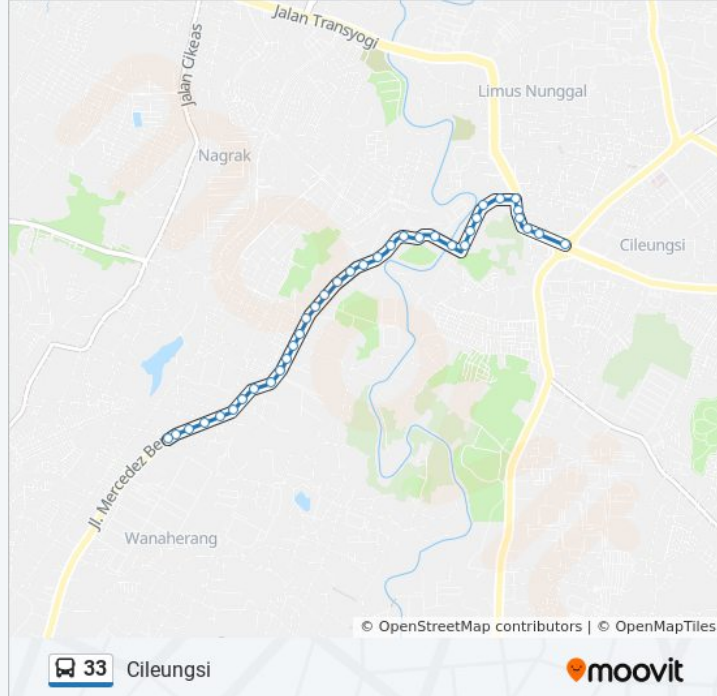 Jalan Transyogi
Jalan Cikeas
Limus Nunggal
Nagrak
Cileungsi
Jl. Mercedez Be
Wanaherang
© OpenStreetMap contributors | © OpenMapTiles
33 Cileungsi
moovit